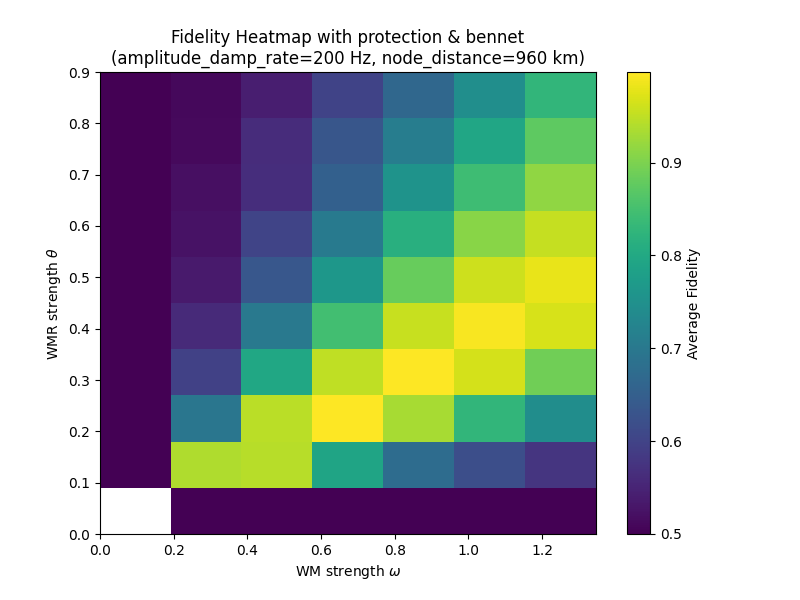 Fidelity Heatmap with protection & bennet
(amplitude_damp_rate=200 Hz, node_distance=960 km)
0.9
0.8
0.7
0.6
0.5
0.4
0.3
0.2
0.1
0.0
WMR strength θ
0.0 0.2 0.4 0.6 0.8 1.0 1.2
WM strength ω
0.9
0.8
0.7
0.6
0.5
Average Fidelity